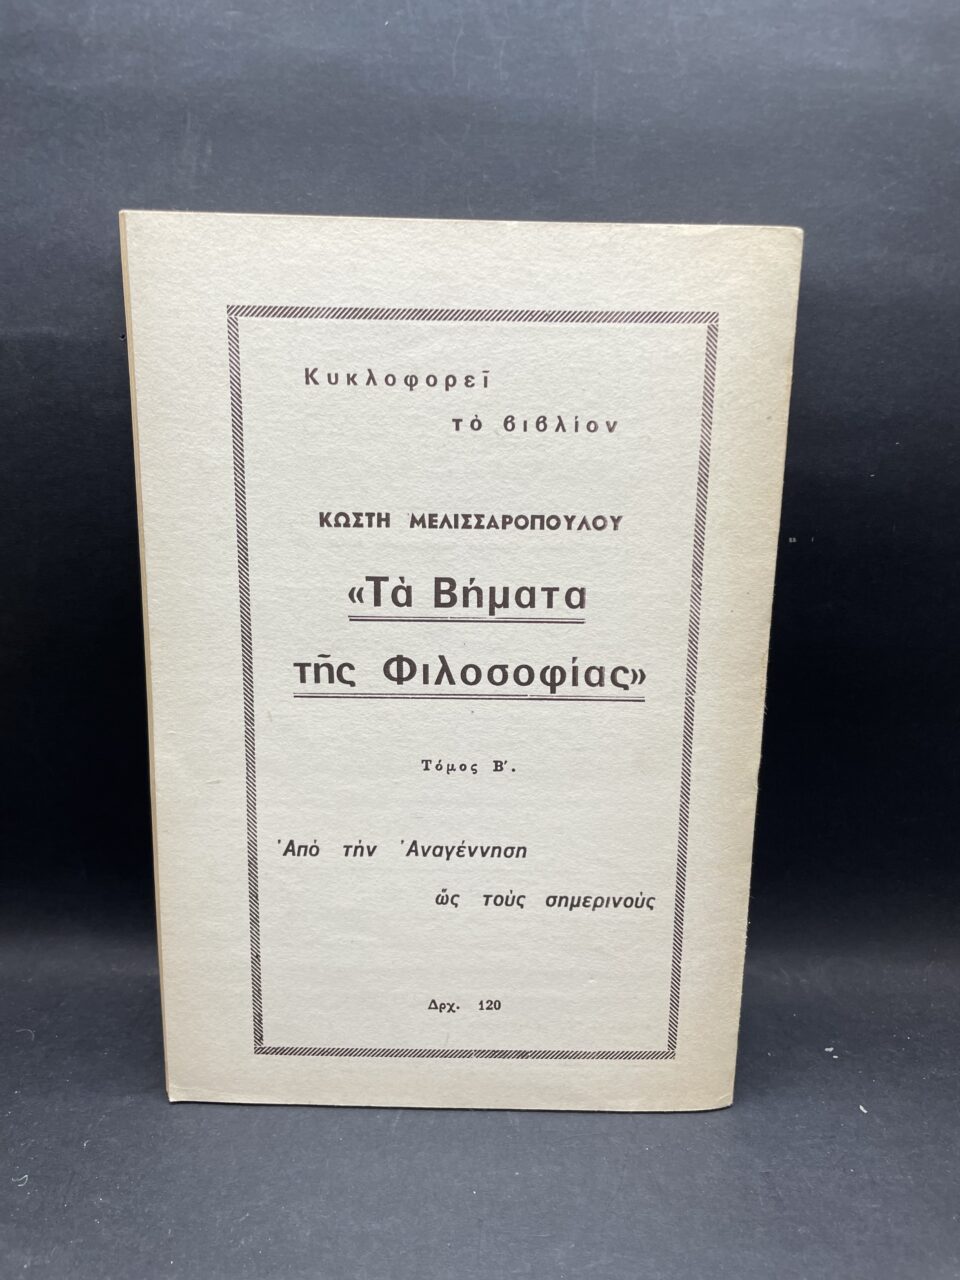 Κυκλοφορεῖ
τὸ βιβλίον
ΚΩΣΤΗ ΜΕΛΙΣΣΑΡΟΠΟΥΛΟΥ
«Τὰ Βήματα
τῆς Φιλοσοφίας»
Τόμος Β'.
Ἀπὸ τὴν Ἀναγέννηση
ὥς τοὺς σημερινοὺς
Δρχ. 120